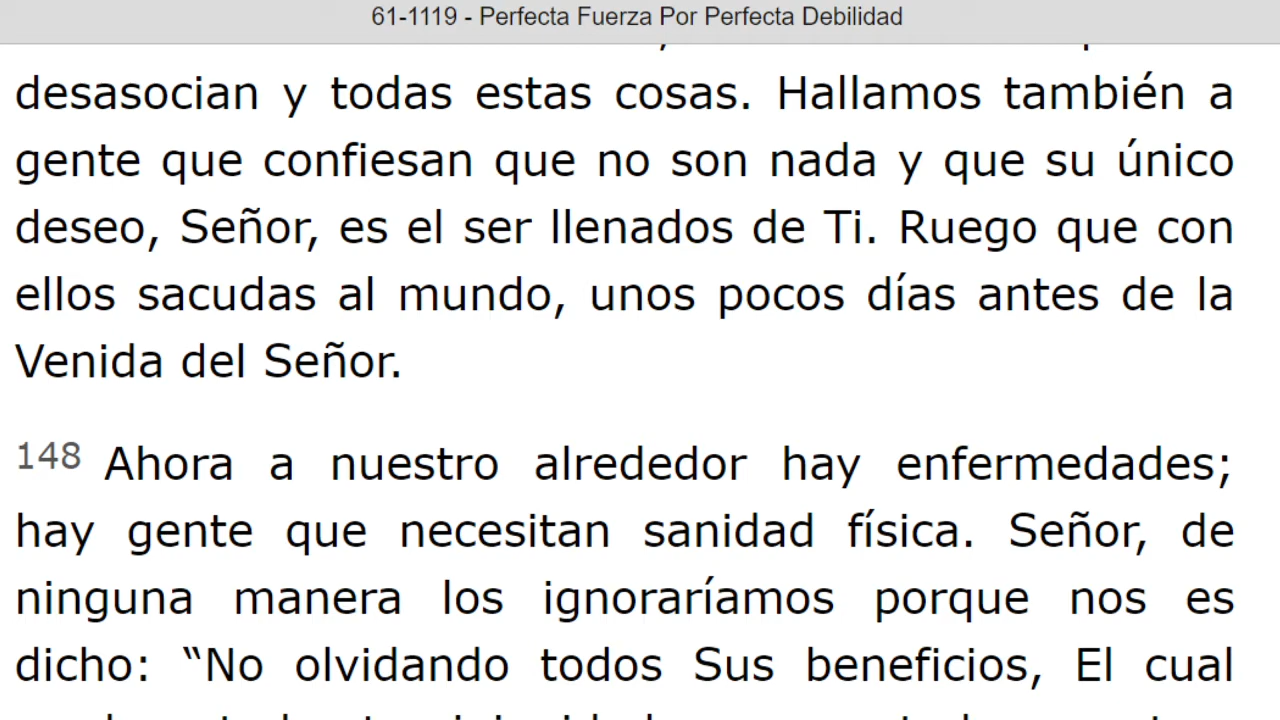 61-1119 - Perfecta Fuerza Por Perfecta Debilidad
desasocian y todas estas cosas. Hallamos también a
gente que confiesan que no son nada y que su único
deseo, Señor, es el ser llenados de Ti. Ruego que con
ellos sacudas al mundo, unos pocos días antes de la
Venida del Señor.
148 Ahora a nuestro alrededor hay enfermedades;
hay gente que necesitan sanidad física. Señor, de
ninguna manera los ignoraríamos porque nos es
dicho: “No olvidando todos Sus beneficios, El cual